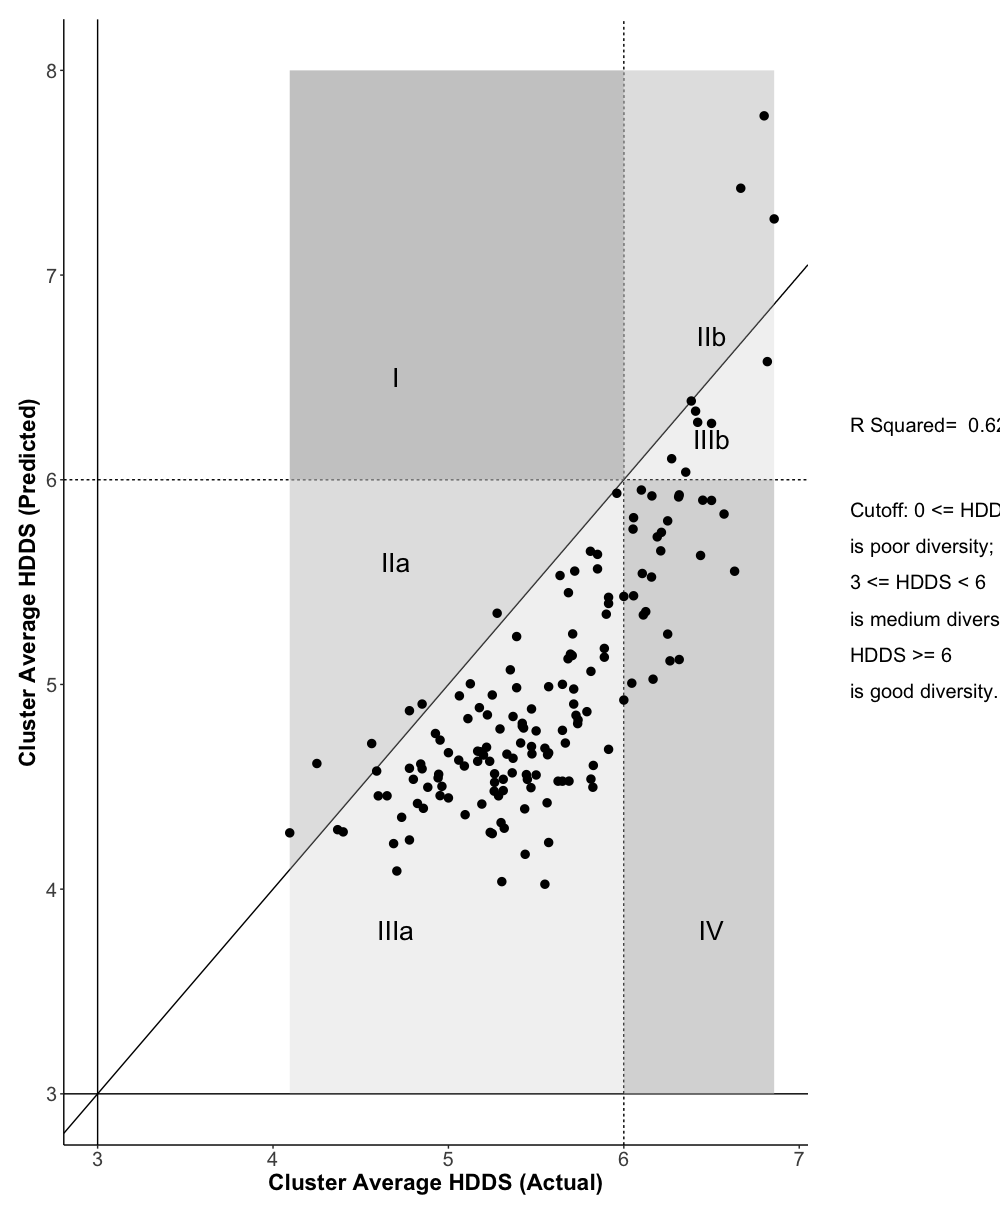 8
7
6
5
4
3
3
4
5
6
7
Cluster Average HDDS (Predicted)
Cluster Average HDDS (Actual)
I
IIa
IIb
IIIb
IIIa
IV
R Squared= 0.62
Cutoff: 0 <= HDD
is poor diversity;
3 <= HDDS < 6
is medium divers
HDDS >= 6
is good diversity.